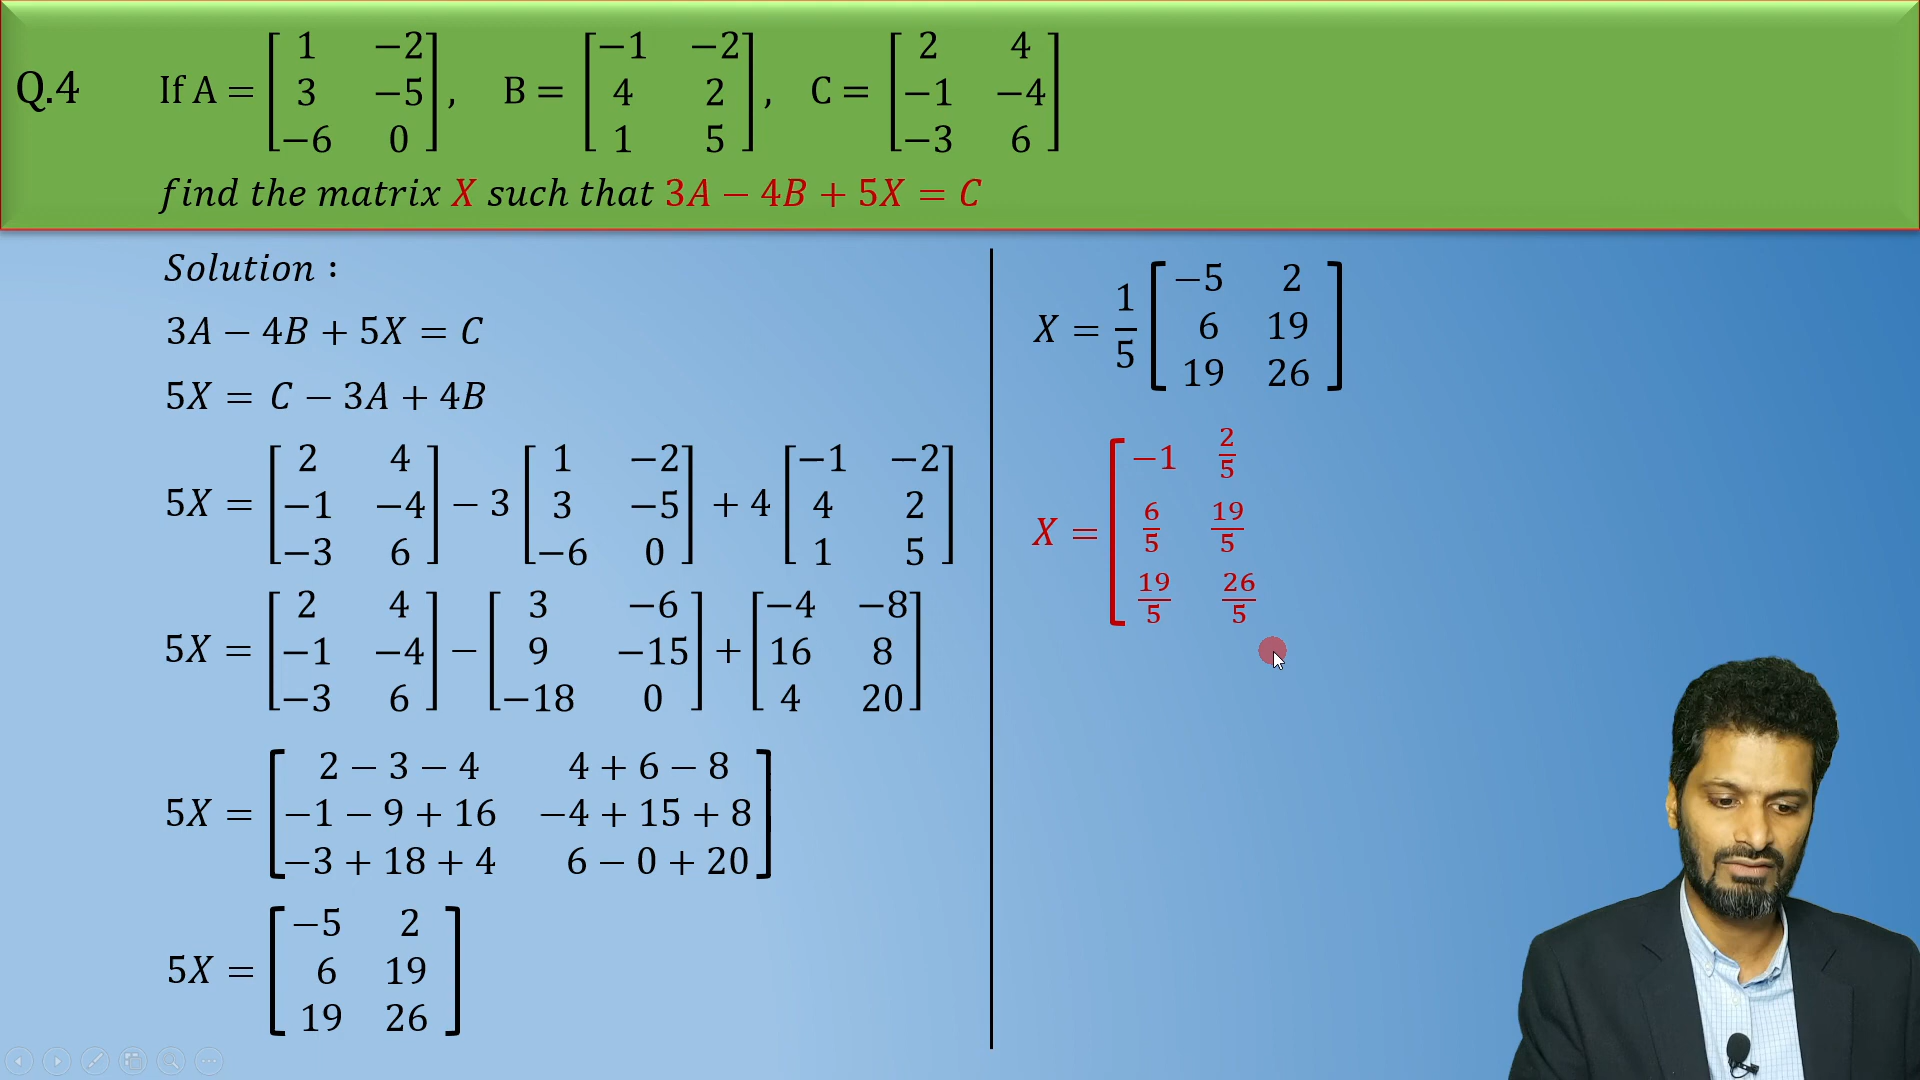 Q.4 If A = [1 −2; 3 −5; −6 0], B = [−1 −2; 4 2; 1 5], C = [2 4; −1 −4; −3 6]
find the matrix X such that 3A − 4B + 5X = C
Solution :
3A − 4B + 5X = C
5X = C − 3A + 4B
5X = [2 4; −1 −4; −3 6] − 3 [1 −2; 3 −5; −6 0] + 4 [−1 −2; 4 2; 1 5]
5X = [2 4; −1 −4; −3 6] − [3 −6; 9 −15; −18 0] + [−4 −8; 16 8; 4 20]
5X = [2 − 3 − 4 4 + 6 − 8; −1 − 9 + 16 −4 + 15 + 8; −3 + 18 + 4 6 − 0 + 20]
5X = [−5 2; 6 19; 19 26]
X = 1/5 [−5 2; 6 19; 19 26]
X = [−1 2/5; 6/5 19/5; 19/5 26/5